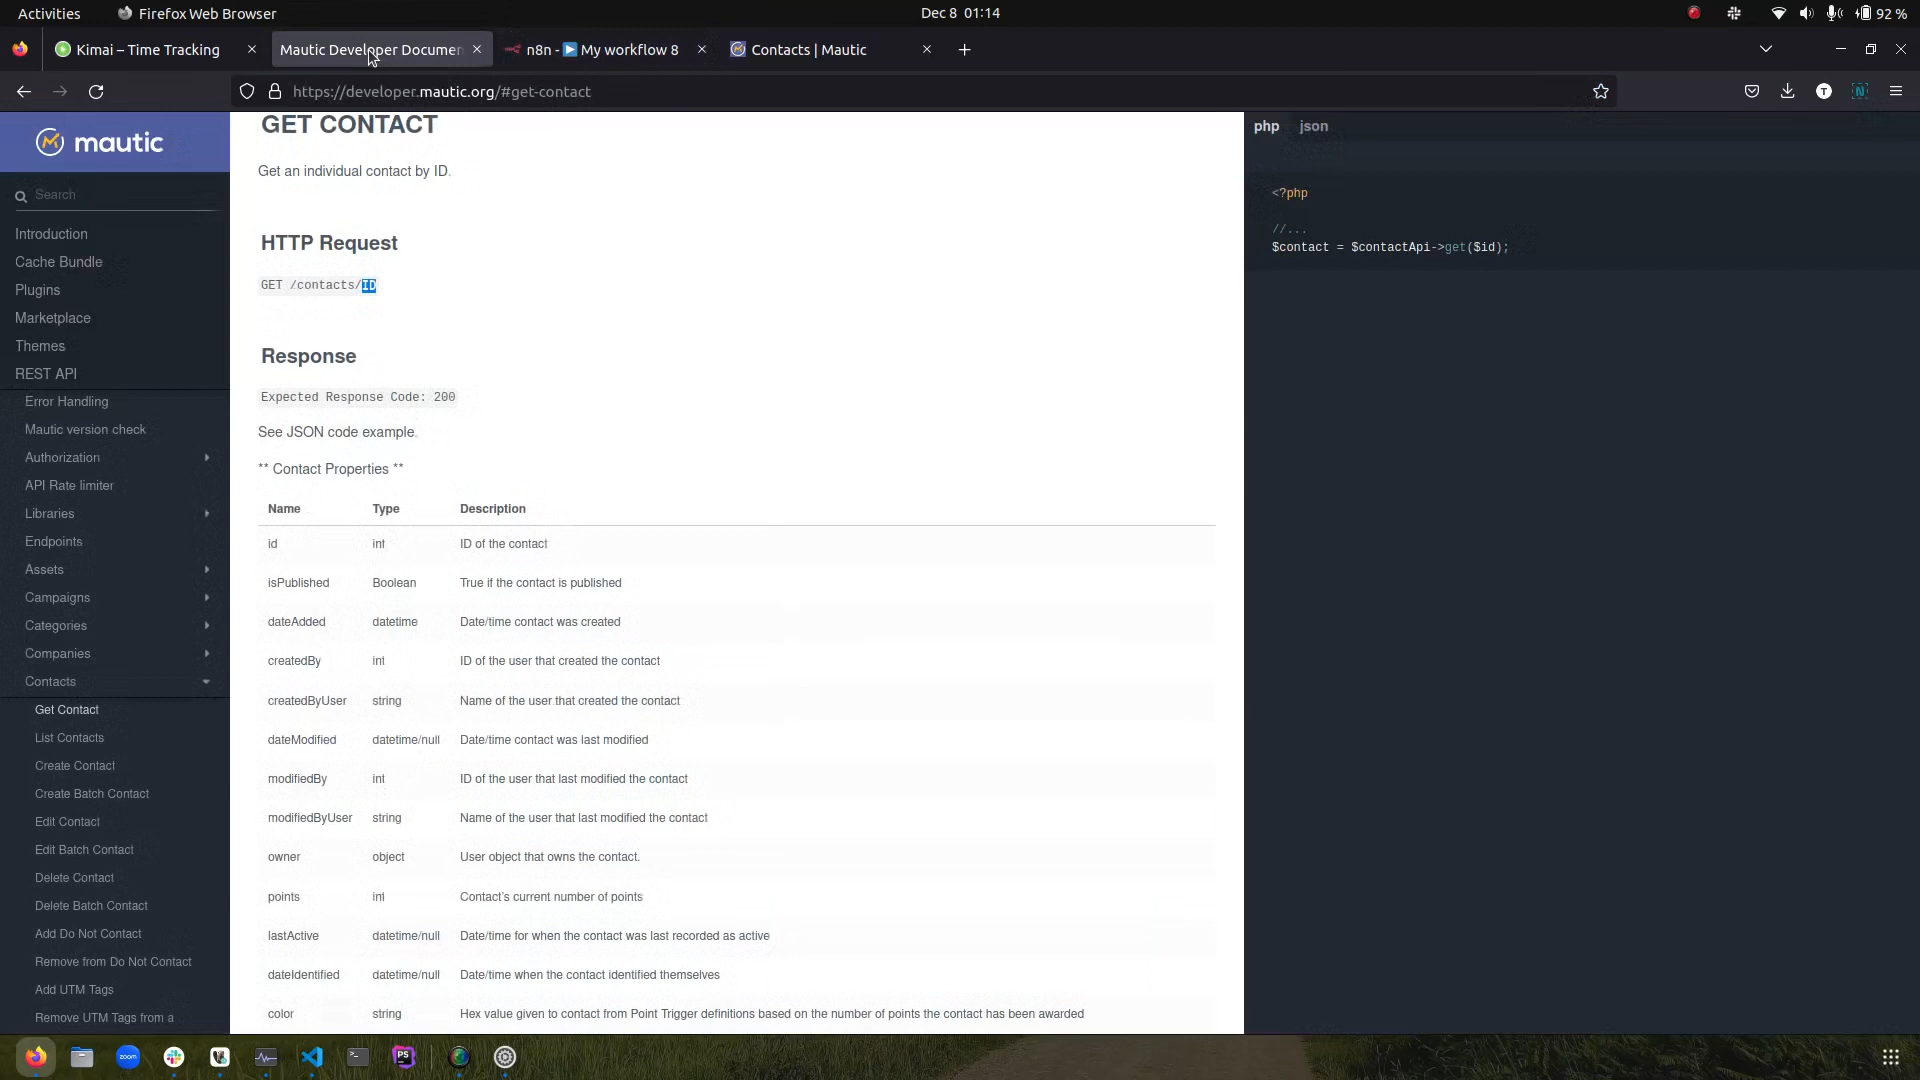 Activities
Firefox Web Browser
Dec 8 01:14
92 %
Kimai – Time Tracking
Mautic Developer Documen
n8n - ▶ My workflow 8
Contacts | Mautic
https://developer.mautic.org/#get-contact
mautic
Search
Introduction
Cache Bundle
Plugins
Marketplace
Themes
REST API
Error Handling
Mautic version check
Authorization
API Rate limiter
Libraries
Endpoints
Assets
Campaigns
Categories
Companies
Contacts
Get Contact
List Contacts
Create Contact
Create Batch Contact
Edit Contact
Edit Batch Contact
Delete Contact
Delete Batch Contact
Add Do Not Contact
Remove from Do Not Contact
Add UTM Tags
Remove UTM Tags from a
GET CONTACT
Get an individual contact by ID.
HTTP Request
GET /contacts/ID
Response
Expected Response Code: 200
See JSON code example.
** Contact Properties **
Name Type Description
id int ID of the contact
isPublished Boolean True if the contact is published
dateAdded datetime Date/time contact was created
createdBy int ID of the user that created the contact
createdByUser string Name of the user that created the contact
dateModified datetime/null Date/time contact was last modified
modifiedBy int ID of the user that last modified the contact
modifiedByUser string Name of the user that last modified the contact
owner object User object that owns the contact.
points int Contact's current number of points
lastActive datetime/null Date/time for when the contact was last recorded as active
dateIdentified datetime/null Date/time when the contact identified themselves
color string Hex value given to contact from Point Trigger definitions based on the number of points the contact has been awarded
php json
<?php
//...
$contact = $contactApi->get($id);
zoom
PS